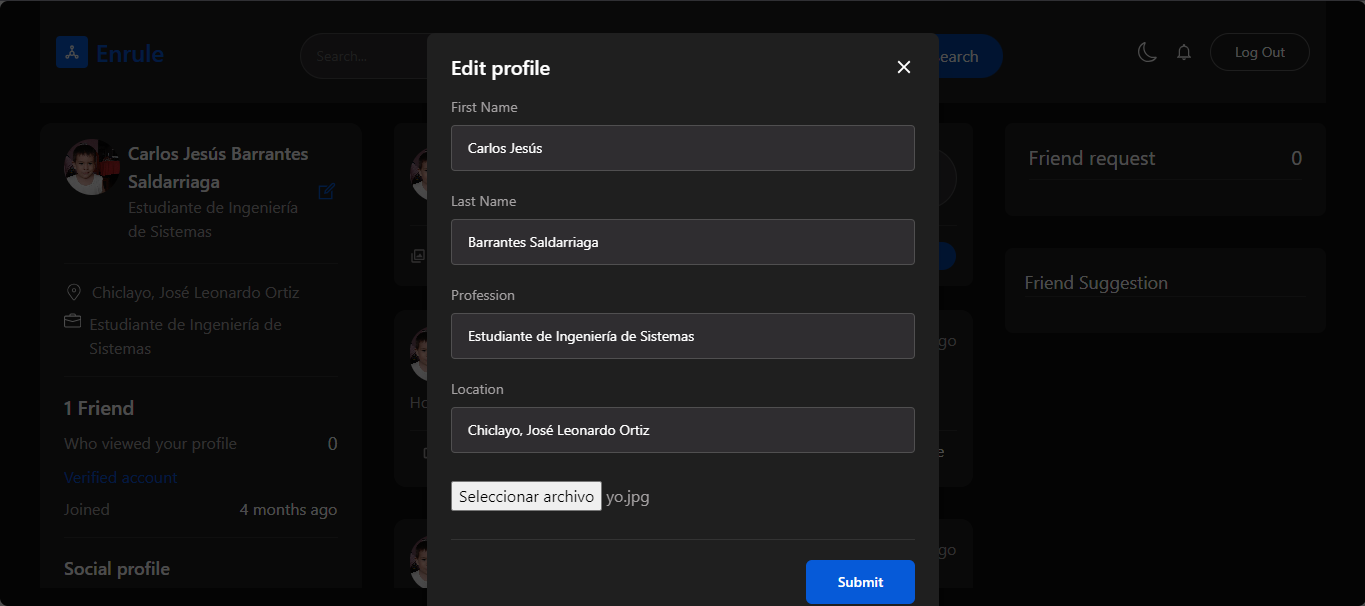 Enrule
Search...
earch
Log Out
Edit profile
First Name
Carlos Jesús
Last Name
Barrantes Saldarriaga
Profession
Estudiante de Ingeniería de Sistemas
Location
Chiclayo, José Leonardo Ortiz
Seleccionar archivo yo.jpg
Submit
Carlos Jesús Barrantes
Saldarriaga
Estudiante de Ingeniería
de Sistemas
Chiclayo, José Leonardo Ortiz
Estudiante de Ingeniería de
Sistemas
1 Friend
Who viewed your profile 0
Verified account
Joined 4 months ago
Social profile
Ho
go
e
go
Friend request 0
Friend Suggestion